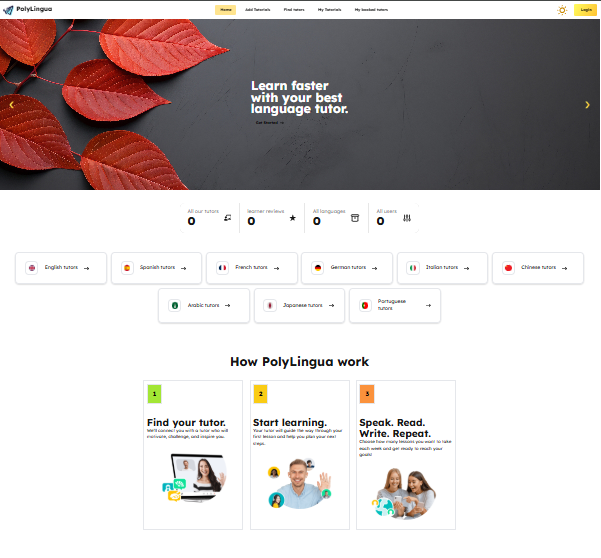 PolyLingua
Home Add Tutorials Find tutors My Tutorials My booked tutors
Login
Learn faster
with your best
language tutor.
Get Started →
All our tutors
0
learner reviews
0
All languages
0
All users
0
English tutors →
Spanish tutors →
French tutors →
German tutors →
Italian tutors →
Chinese tutors →
Arabic tutors →
Japanese tutors →
Portuguese
tutors →
How PolyLingua work
1
Find your tutor.
We'll connect you with a tutor who will
motivate, challenge, and inspire you.
2
Start learning.
Your tutor will guide the way through your
first lesson and help you plan your next
steps.
3
Speak. Read.
Write. Repeat.
Choose how many lessons you want to take
each week and get ready to reach your
goals!